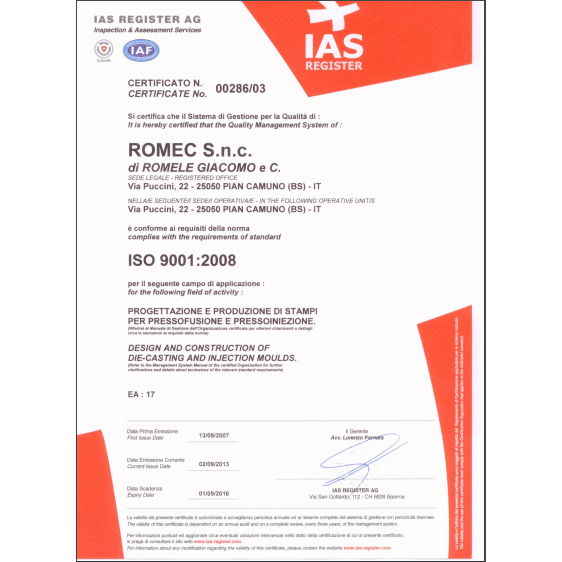 IAS REGISTER AG
Inspection & Assessment Services
IAF
IAS
REGISTER
CERTIFICATO N.
CERTIFICATE No. 00286/03
Si certifica che il Sistema di Gestione per la Qualità di :
It is hereby certified that the Quality Management System of :
ROMEC S.n.c.
di ROMELE GIACOMO e C.
SEDE LEGALE - REGISTERED OFFICE
Via Puccini, 22 - 25050 PIAN CAMUNO (BS) - IT
NELLA/E SEGUENTE/I SEDE/I OPERATIVA/E - IN THE FOLLOWING OPERATIVE UNIT/S
Via Puccini, 22 - 25050 PIAN CAMUNO (BS) - IT
è conforme ai requisiti della norma
complies with the requirements of standard
ISO 9001:2008
per il seguente campo di applicazione :
for the following field of activity :
PROGETTAZIONE E PRODUZIONE DI STAMPI
PER PRESSOFUSIONE E PRESSOINIEZIONE.
(Riferirsi al Manuale di Gestione dell'Organizzazione certificata per ulteriori chiarimenti e dettagli
circa le esclusioni ai requisiti della norma)
DESIGN AND CONSTRUCTION OF
DIE-CASTING AND INJECTION MOULDS.
(Refer to the Management System Manual of the certified Organisation for further
clarifications and details about exclusions of the relevant standard requirements)
EA : 17
Data Prima Emissione
First Issue Date 13/09/2007
Il Gerente
Avv. Lorenzo Fornara
Data Emissione Corrente
Current Issue Date 02/09/2013
Data Scadenza
Expiry Date 01/09/2016
IAS REGISTER AG
Via San Gottardo, 112 - CH 6828 Balerna
La validità del presente certificato è subordinata a sorveglianza periodica annuale ed al riesame completo del sistema di gestione con periodicità triennale.
The validity of this certificate is dependent on an annual audit and on a complete review, every three years, of the management system.
Per informazioni puntuali ed aggiornate circa eventuali variazioni intervenute nello stato della certificazione di cui al presente certificato,
si prega di consultare il sito web www.ias-register.com.
For information about any modification regarding the validity of this certificate, please contact the website www.ias-register.com.